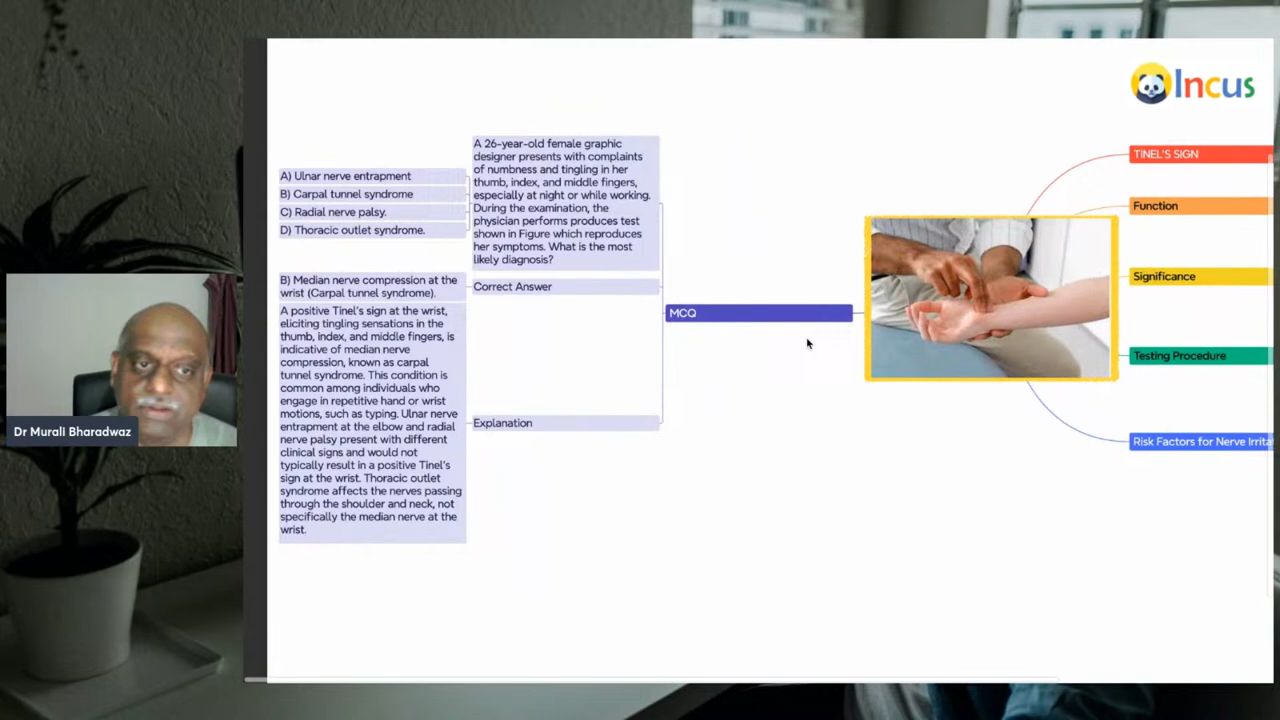 Incus
A 26-year-old female graphic
designer presents with complaints
of numbness and tingling in her
thumb, index, and middle fingers,
especially at night or while working.
During the examination, the
physician performs produces test
shown in Figure which reproduces
her symptoms. What is the most
likely diagnosis?
A) Ulnar nerve entrapment
B) Carpal tunnel syndrome
C) Radial nerve palsy.
D) Thoracic outlet syndrome.
Correct Answer
B) Median nerve compression at the
wrist (Carpal tunnel syndrome).
Explanation
A positive Tinel's sign at the wrist,
eliciting tingling sensations in the
thumb, index, and middle fingers, is
indicative of median nerve
compression, known as carpal
tunnel syndrome. This condition is
common among individuals who
engage in repetitive hand or wrist
motions, such as typing. Ulnar nerve
entrapment at the elbow and radial
nerve palsy present with different
clinical signs and would not
typically result in a positive Tinel's
sign at the wrist. Thoracic outlet
syndrome affects the nerves passing
through the shoulder and neck, not
specifically the median nerve at the
wrist.
MCQ
TINEL'S SIGN
Function
Significance
Testing Procedure
Risk Factors for Nerve Irrita
Dr Murali Bharadwaz